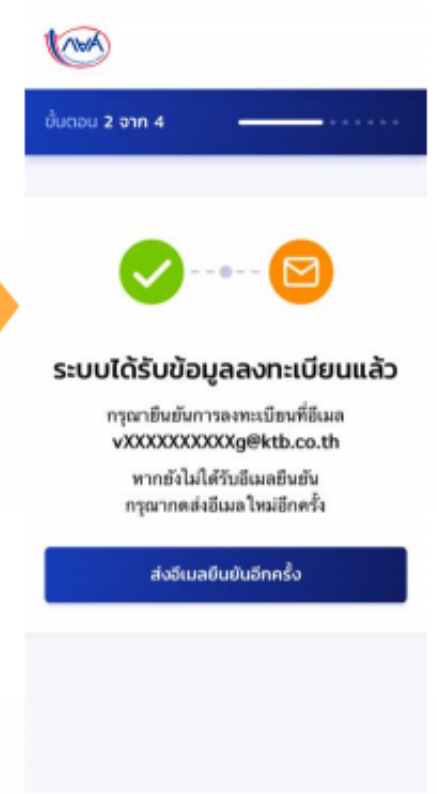 กยศ
ขั้นตอน 2 จาก 4
ระบบได้รับข้อมูลลงทะเบียนแล้ว
กรุณายืนยันการลงทะเบียนที่อีเมล
vXXXXXXXXXXg@ktb.co.th
หากยังไม่ได้รับอีเมลยืนยัน
กรุณากดส่งอีเมลใหม่อีกครั้ง
ส่งอีเมลยืนยันอีกครั้ง